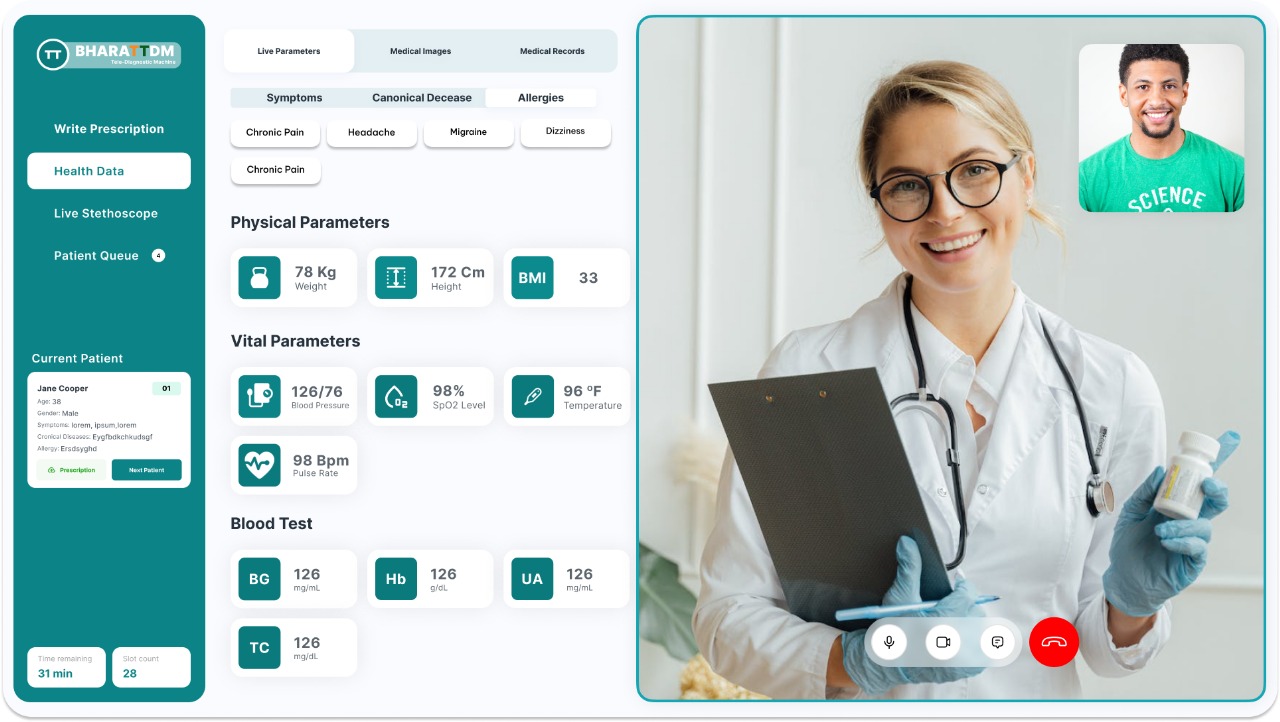 TT BHARATTDM
Tele-Diagnostic Machine
Write Prescription
Health Data
Live Stethoscope
Patient Queue 4
Current Patient
Jane Cooper 01
Age: 38
Gender: Male
Symptoms: lorem, ipsum,lorem
Cronical Diseases: Eygfbdkchkudsgf
Allergy: Ersdsyghd
Prescription Next Patient
Time remaining
31 min
Slot count
28
Live Parameters Medical Images Medical Records
Symptoms Canonical Decease Allergies
Chronic Pain Headache Migraine Dizziness
Chronic Pain
Physical Parameters
78 Kg
Weight
172 Cm
Height
BMI 33
Vital Parameters
126/76
Blood Pressure
O2
98%
SpO2 Level
96 °F
Temperature
98 Bpm
Pulse Rate
Blood Test
BG 126
mg/mL
Hb 126
g/dL
UA 126
mg/mL
TC 126
mg/dL
SCIENCE